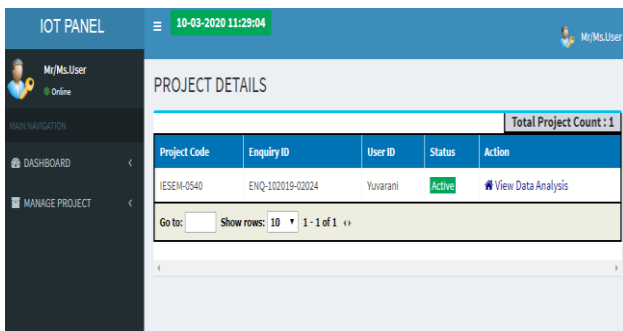 IOT PANEL
10-03-2020 11:29:04
Mr/Ms.User
Mr/Ms.User
Online
MAIN NAVIGATION
DASHBOARD
MANAGE PROJECT
PROJECT DETAILS
Total Project Count : 1
Project Code Enquiry ID User ID Status Action
IESEM-0540 ENQ-102019-02024 Yuvarani Active View Data Analysis
Go to: Show rows: 10 1 - 1 of 1